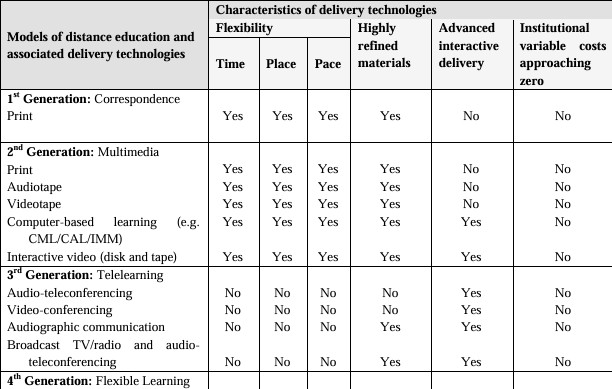 Characteristics of delivery technologies
Models of distance education and associated delivery technologies
Flexibility
Highly refined materials
Advanced interactive delivery
Institutional variable costs approaching zero
Time Place Pace
1st Generation: Correspondence
Print Yes Yes Yes Yes No No
2nd Generation: Multimedia
Print Yes Yes Yes Yes No No
Audiotape Yes Yes Yes Yes No No
Videotape Yes Yes Yes Yes No No
Computer-based learning (e.g. Yes Yes Yes Yes Yes No
CML/CAL/IMM)
Interactive video (disk and tape) Yes Yes Yes Yes Yes No
3rd Generation: Telelearning
Audio-teleconferencing No No No No Yes No
Video-conferencing No No No No Yes No
Audiographic communication No No No Yes Yes No
Broadcast TV/radio and audio-
teleconferencing No No No Yes Yes No
4th Generation: Flexible Learning